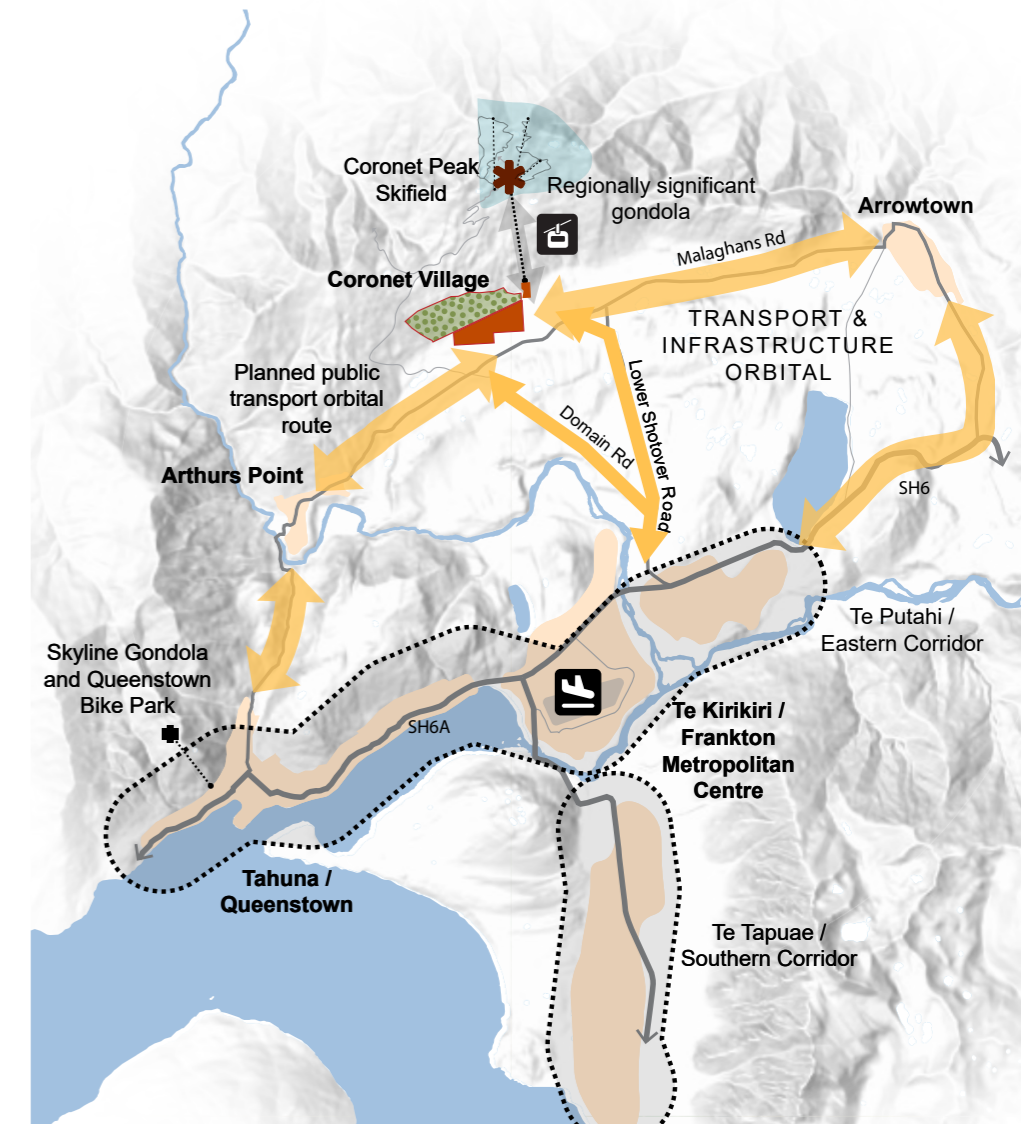 Coronet Peak
Skifield
Regionally significant
gondola
Arrowtown
Malaghans Rd
Coronet Village
TRANSPORT &
INFRASTRUCTURE
ORBITAL
Planned public
transport orbital
route
Lower Shotover Road
Domain Rd
Arthurs Point
SH6
Te Putahi /
Eastern Corridor
Skyline Gondola
and Queenstown
Bike Park
SH6A
Te Kirikiri /
Frankton
Metropolitan
Centre
Tahuna /
Queenstown
Te Tapuae /
Southern Corridor